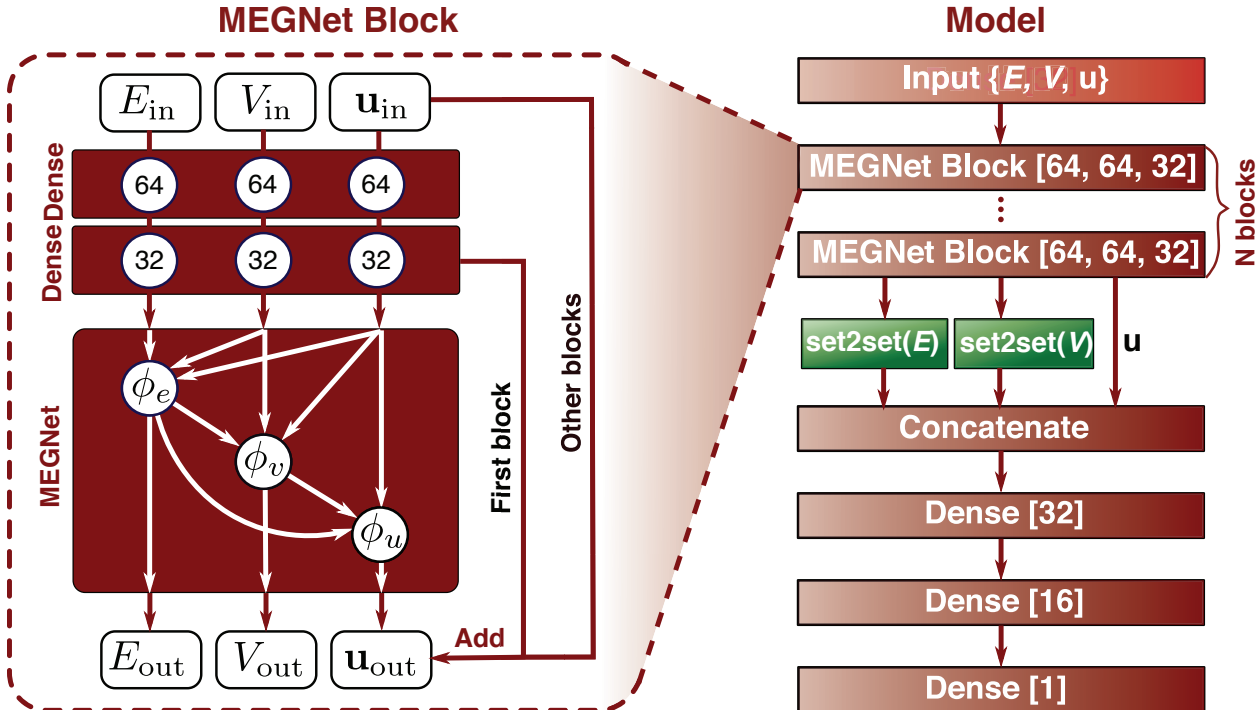 MEGNet Block
E_in V_in u_in
Dense
64 64 64
Dense
32 32 32
MEGNet
ϕ_e
ϕ_v
ϕ_u
First block
Other blocks
Add
E_out V_out u_out
Model
Input {E, V, u}
MEGNet Block [64, 64, 32]
⋮
MEGNet Block [64, 64, 32]
N blocks
set2set(E) set2set(V) u
Concatenate
Dense [32]
Dense [16]
Dense [1]